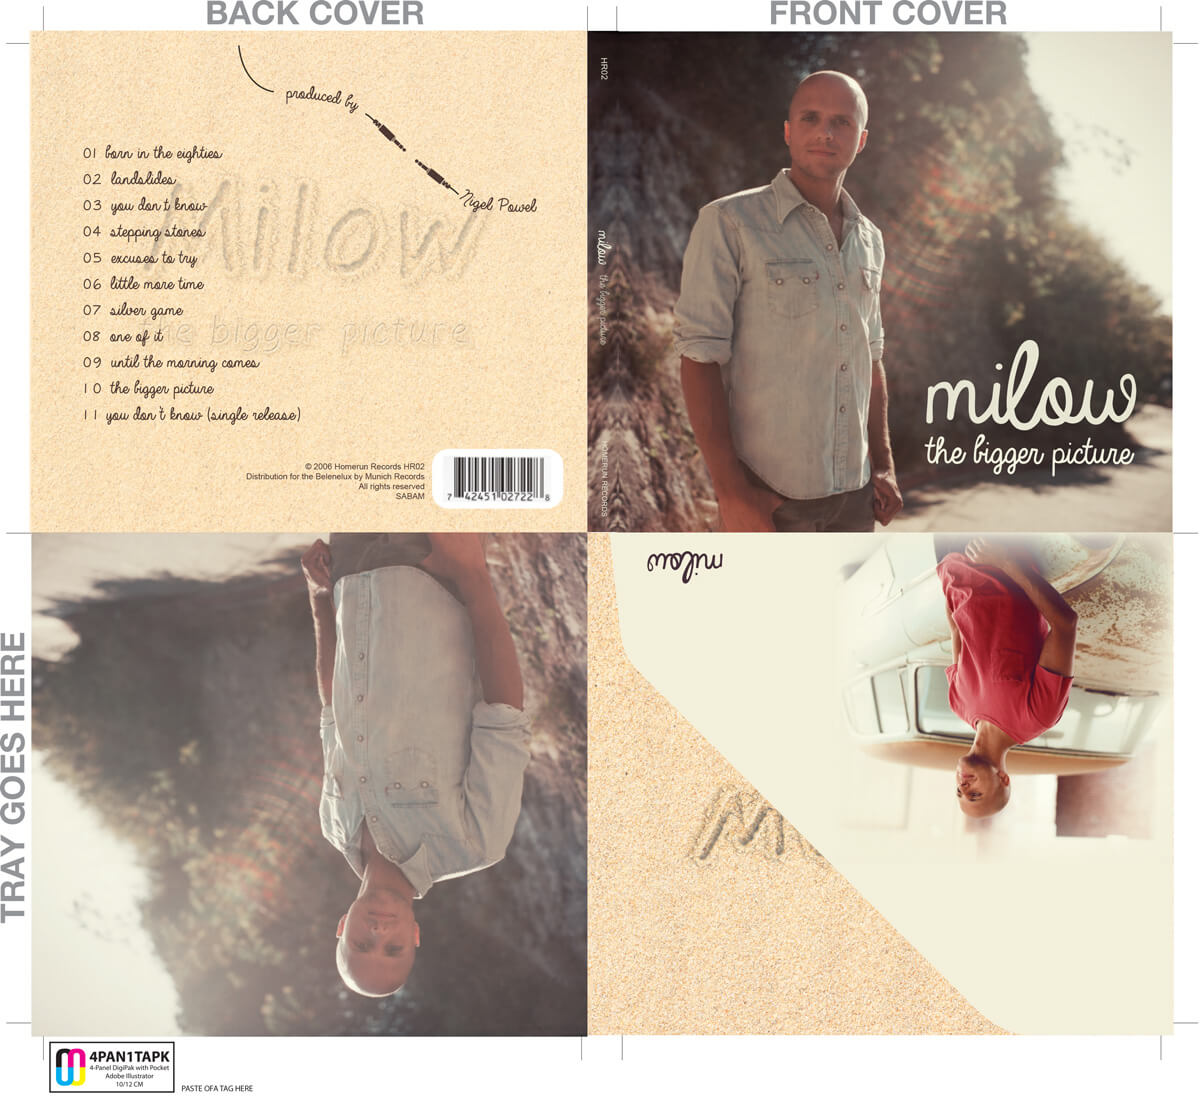 BACK COVER
FRONT COVER
produced by
Nigel Powel
01 born in the eighties
02 landslides
03 you don't know
04 stepping stones
05 excuses to try
06 little more time
07 silver game
08 one of it
09 until the morning comes
10 the bigger picture
11 you don't know (single release)
Milow
the bigger picture
© 2006 Homerun Records HR02
Distribution for the Belenelux by Munich Records
All rights reserved
SABAM
7 42451 02722 8
HR02
milow the bigger picture
HOMERUN RECORDS
milow
the bigger picture
TRAY GOES HERE
milow
4PAN1TAPK
4-Panel DigiPak with Pocket
Adobe Illustrator
10/12 CM
PASTE OFA TAG HERE